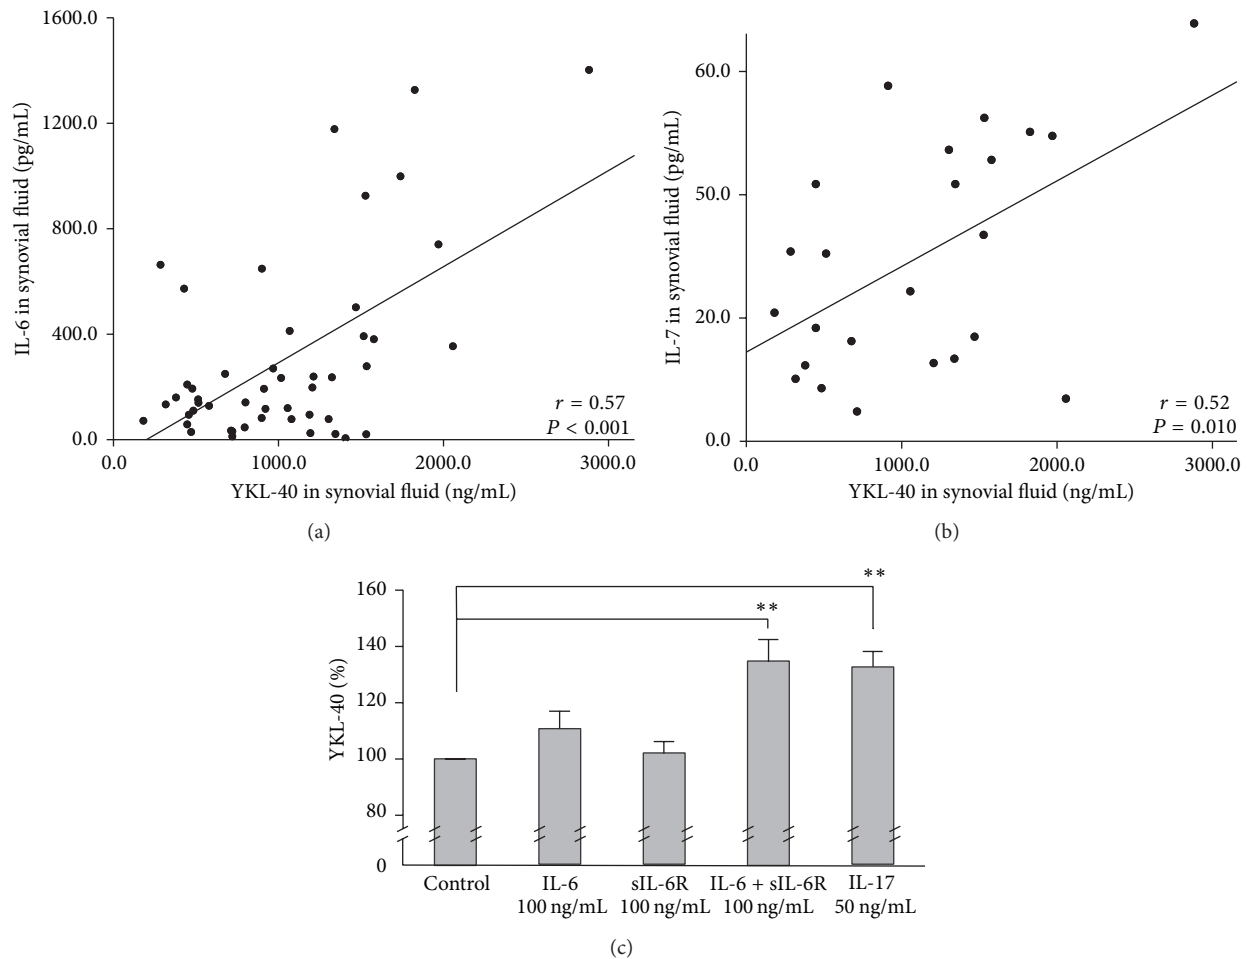 1600.0
1200.0
800.0
400.0
0.0
IL-6 in synovial fluid (pg/mL)
r = 0.57
P < 0.001
0.0 1000.0 2000.0 3000.0
YKL-40 in synovial fluid (ng/mL)
(a)
60.0
50.0
20.0
0.0
IL-7 in synovial fluid (pg/mL)
r = 0.52
P = 0.010
0.0 1000.0 2000.0 3000.0
YKL-40 in synovial fluid (ng/mL)
(b)
160
140
120
100
80
0
YKL-40 (%)
**
**
Control IL-6 sIL-6R IL-6 + sIL-6R IL-17
100 ng/mL 100 ng/mL 100 ng/mL 50 ng/mL
(c)